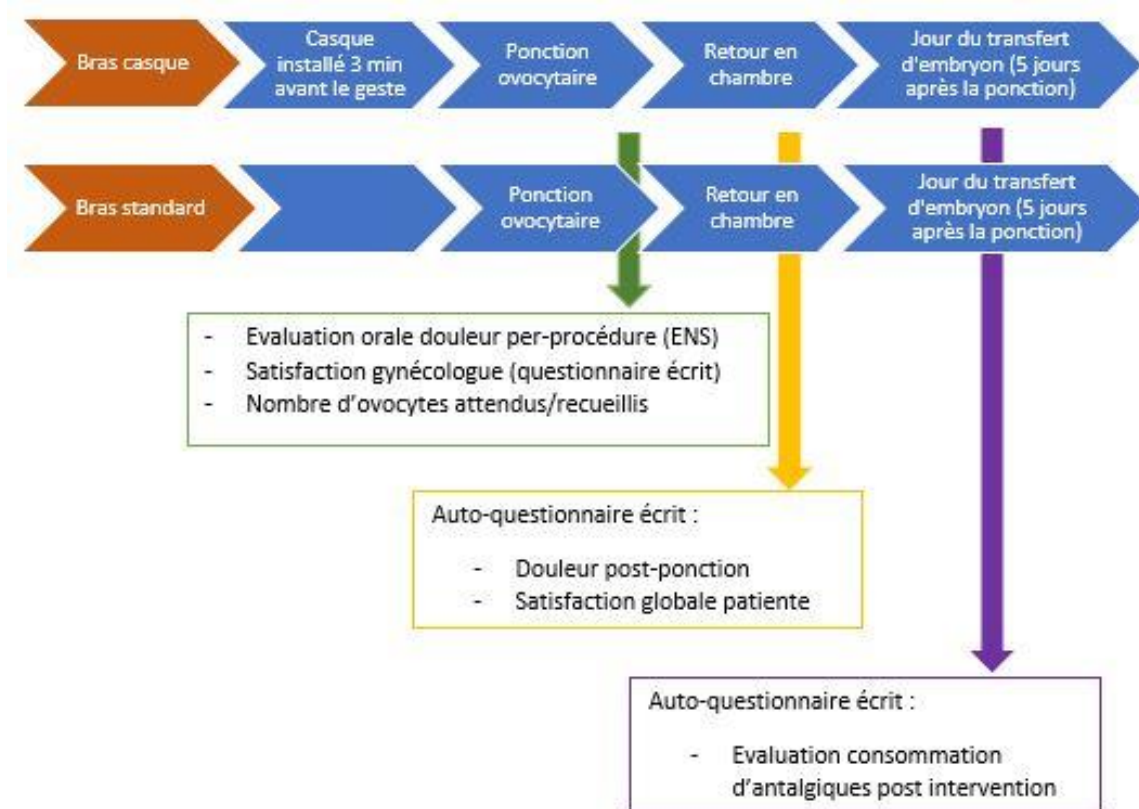 Bras casque
Casque
installé 3 min
avant le geste
Ponction
ovocytaire
Retour en
chambre
Jour du transfert
d'embryon (5 jours
après la ponction)
Bras standard
Ponction
ovocytaire
Retour en
chambre
Jour du transfert
d'embryon (5 jours
après la ponction)
- Evaluation orale douleur per-procédure (ENS)
- Satisfaction gynécologue (questionnaire écrit)
- Nombre d'ovocytes attendus/recueillis
Auto-questionnaire écrit :
- Douleur post-ponction
- Satisfaction globale patiente
Auto-questionnaire écrit :
- Evaluation consommation
d'antalgiques post intervention